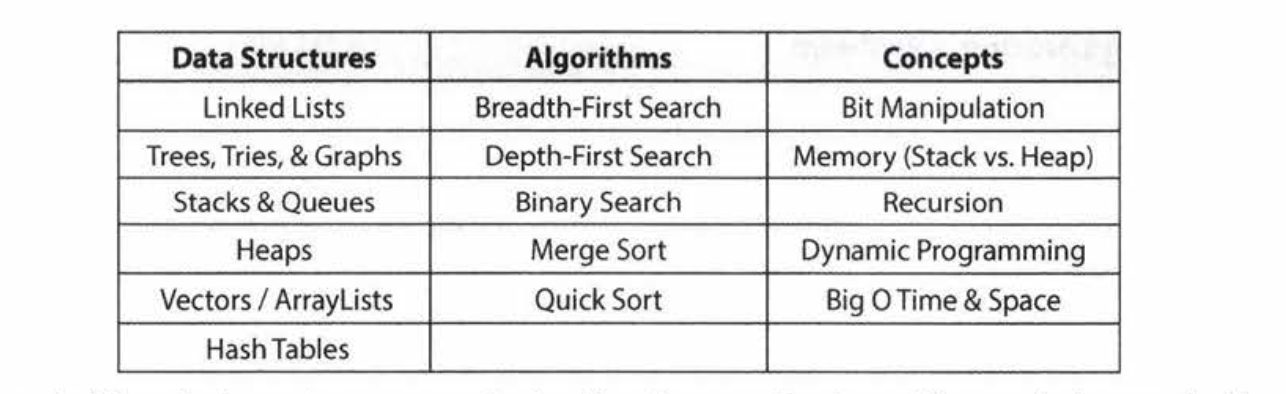 Data Structures Algorithms Concepts
Linked Lists Breadth-First Search Bit Manipulation
Trees, Tries, & Graphs Depth-First Search Memory (Stack vs. Heap)
Stacks & Queues Binary Search Recursion
Heaps Merge Sort Dynamic Programming
Vectors / ArrayLists Quick Sort Big O Time & Space
Hash Tables